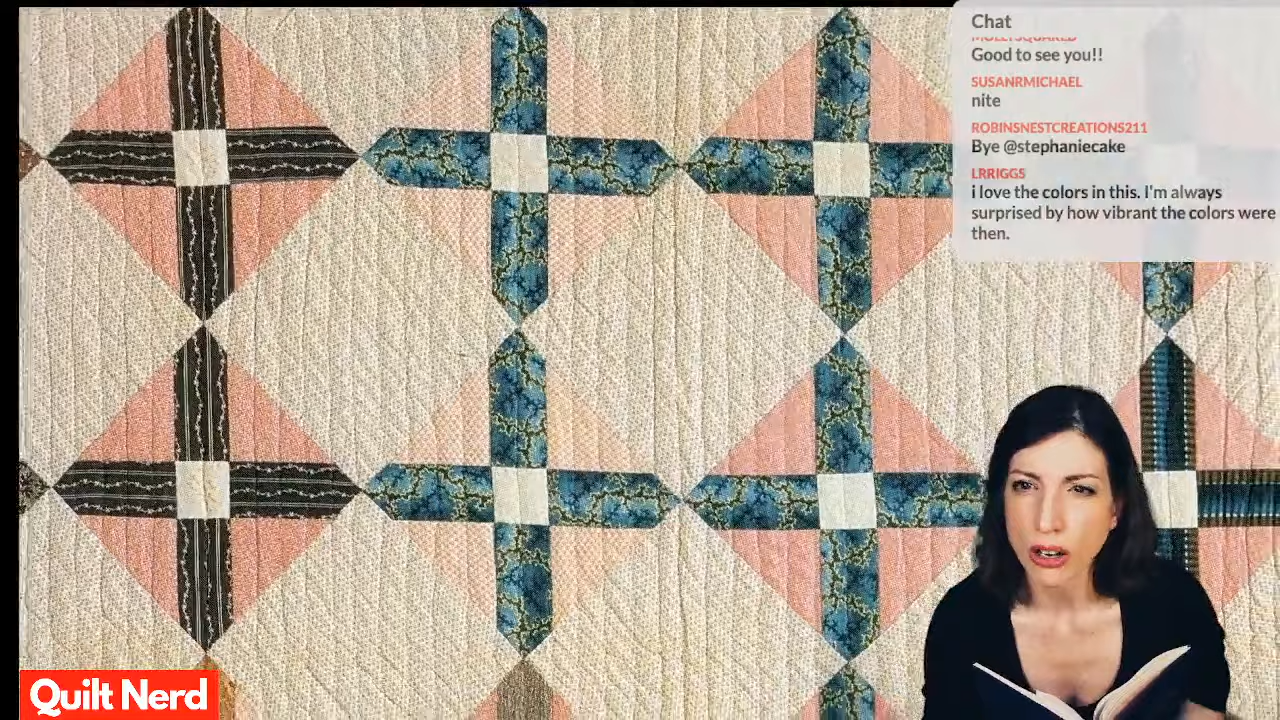 Chat
MOLLYSQUARED
Good to see you!!
SUSANRMICHAEL
nite
ROBINSNESTCREATIONS211
Bye @stephaniecake
LRRIGGS
i love the colors in this. I'm always
surprised by how vibrant the colors were
then.
Quilt Nerd